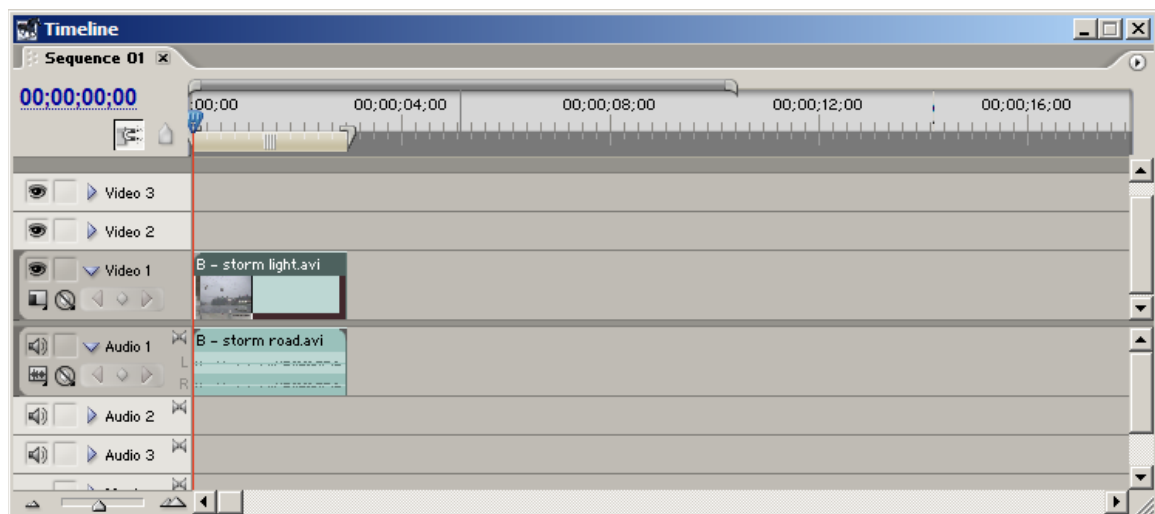 Timeline
Sequence 01
00;00;00;00
:00;00 00;00;04;00 00;00;08;00 00;00;12;00 00;00;16;00
Video 3
Video 2
Video 1
B - storm light.avi
Audio 1
B - storm road.avi
L
R
Audio 2
Audio 3